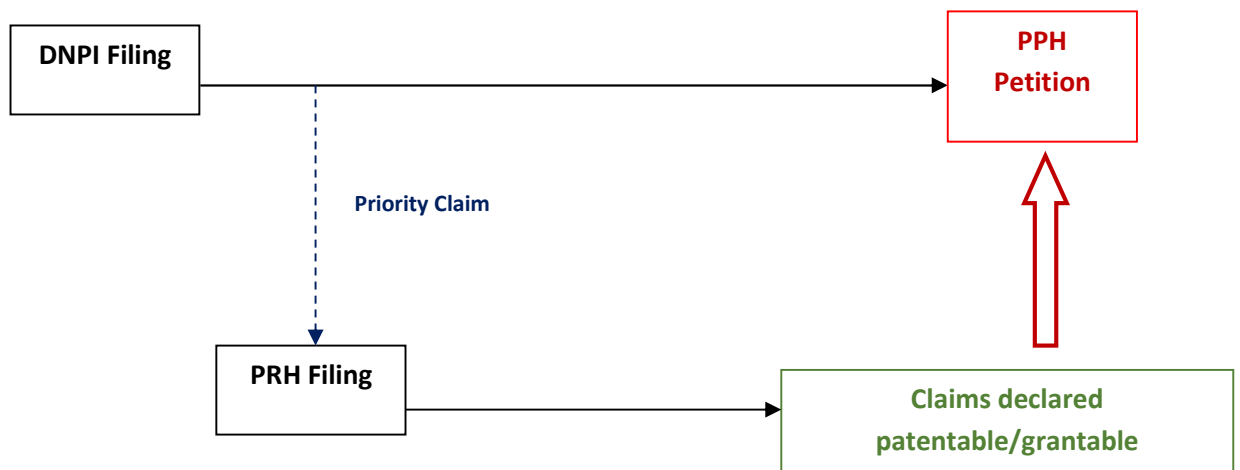 DNPI Filing
PPH
Petition
Priority Claim
PRH Filing
Claims declared
patentable/grantable